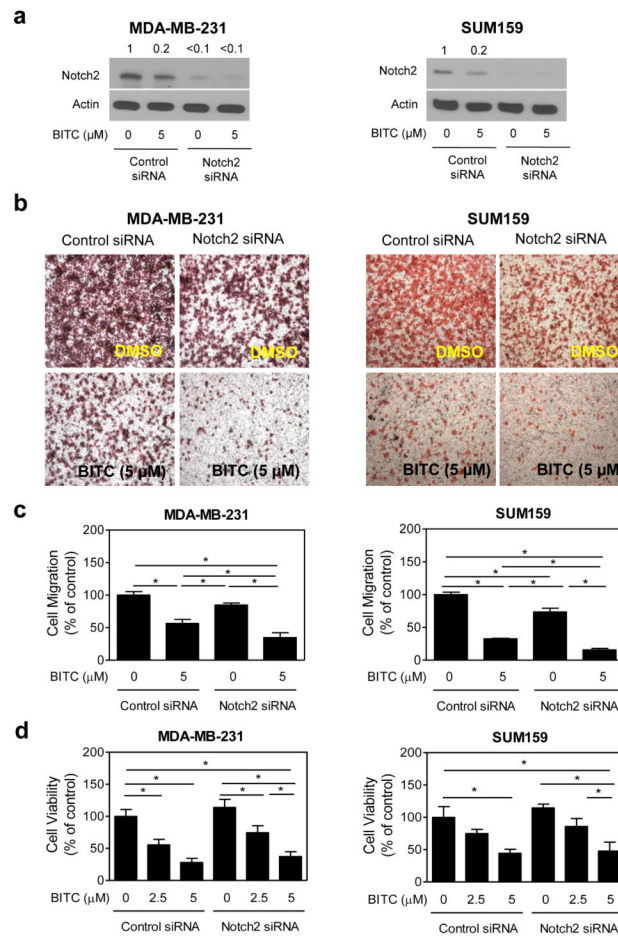 a
MDA-MB-231
1 0.2 <0.1 <0.1
Notch2
Actin
BITC (µM) 0 5 0 5
Control siRNA Notch2 siRNA
SUM159
1 0.2
Notch2
Actin
BITC (µM) 0 5 0 5
Control siRNA Notch2 siRNA
b
MDA-MB-231
Control siRNA Notch2 siRNA
DMSO DMSO
BITC (5 µM) BITC (5 µM)
SUM159
Control siRNA Notch2 siRNA
DMSO DMSO
BITC (5 µM) BITC (5 µM)
c
MDA-MB-231
Cell Migration
(% of control)
200
150
100
50
0
*
*
* * *
BITC (µM) 0 5 0 5
Control siRNA Notch2 siRNA
SUM159
Cell Migration
(% of control)
200
150
100
50
0
*
*
*
* * *
BITC (µM) 0 5 0 5
Control siRNA Notch2 siRNA
d
MDA-MB-231
Cell Viability
(% of control)
200
150
100
50
0
*
* *
* * *
BITC (µM) 0 2.5 5 0 2.5 5
Control siRNA Notch2 siRNA
SUM159
Cell Viability
(% of control)
200
150
100
50
0
*
*
* *
BITC (µM) 0 2.5 5 0 2.5 5
Control siRNA Notch2 siRNA